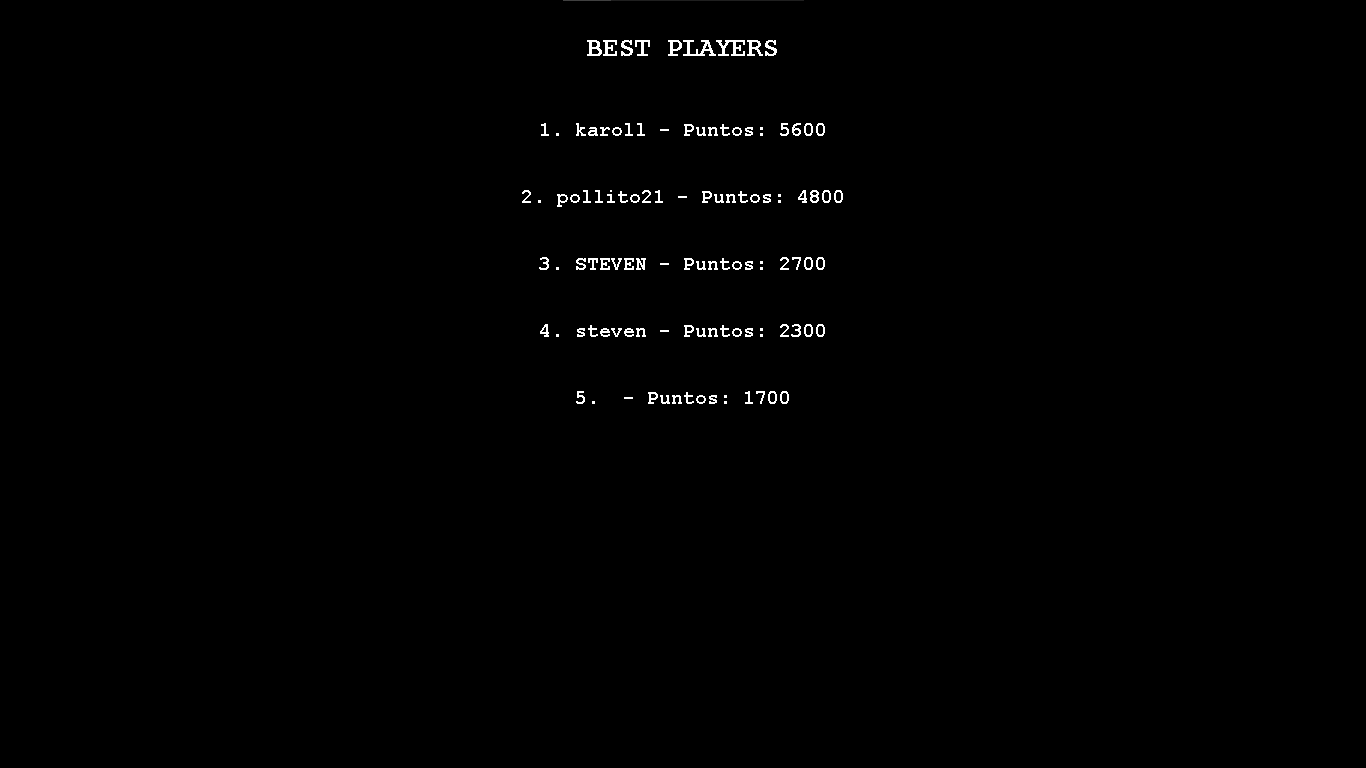 BEST PLAYERS
1. karoll - Puntos: 5600
2. pollito21 - Puntos: 4800
3. STEVEN - Puntos: 2700
4. steven - Puntos: 2300
5.  - Puntos: 1700